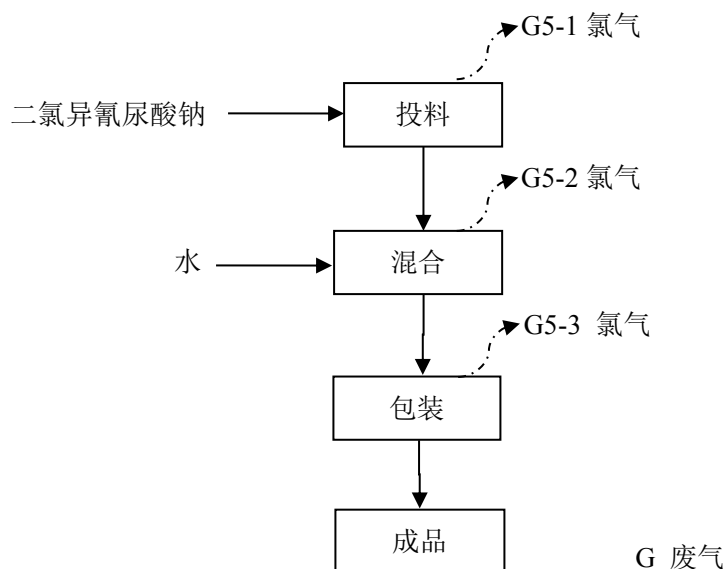 G5-1 氯气
二氯异氰尿酸钠
投料
G5-2 氯气
水
混合
G5-3 氯气
包装
成品
G 废气